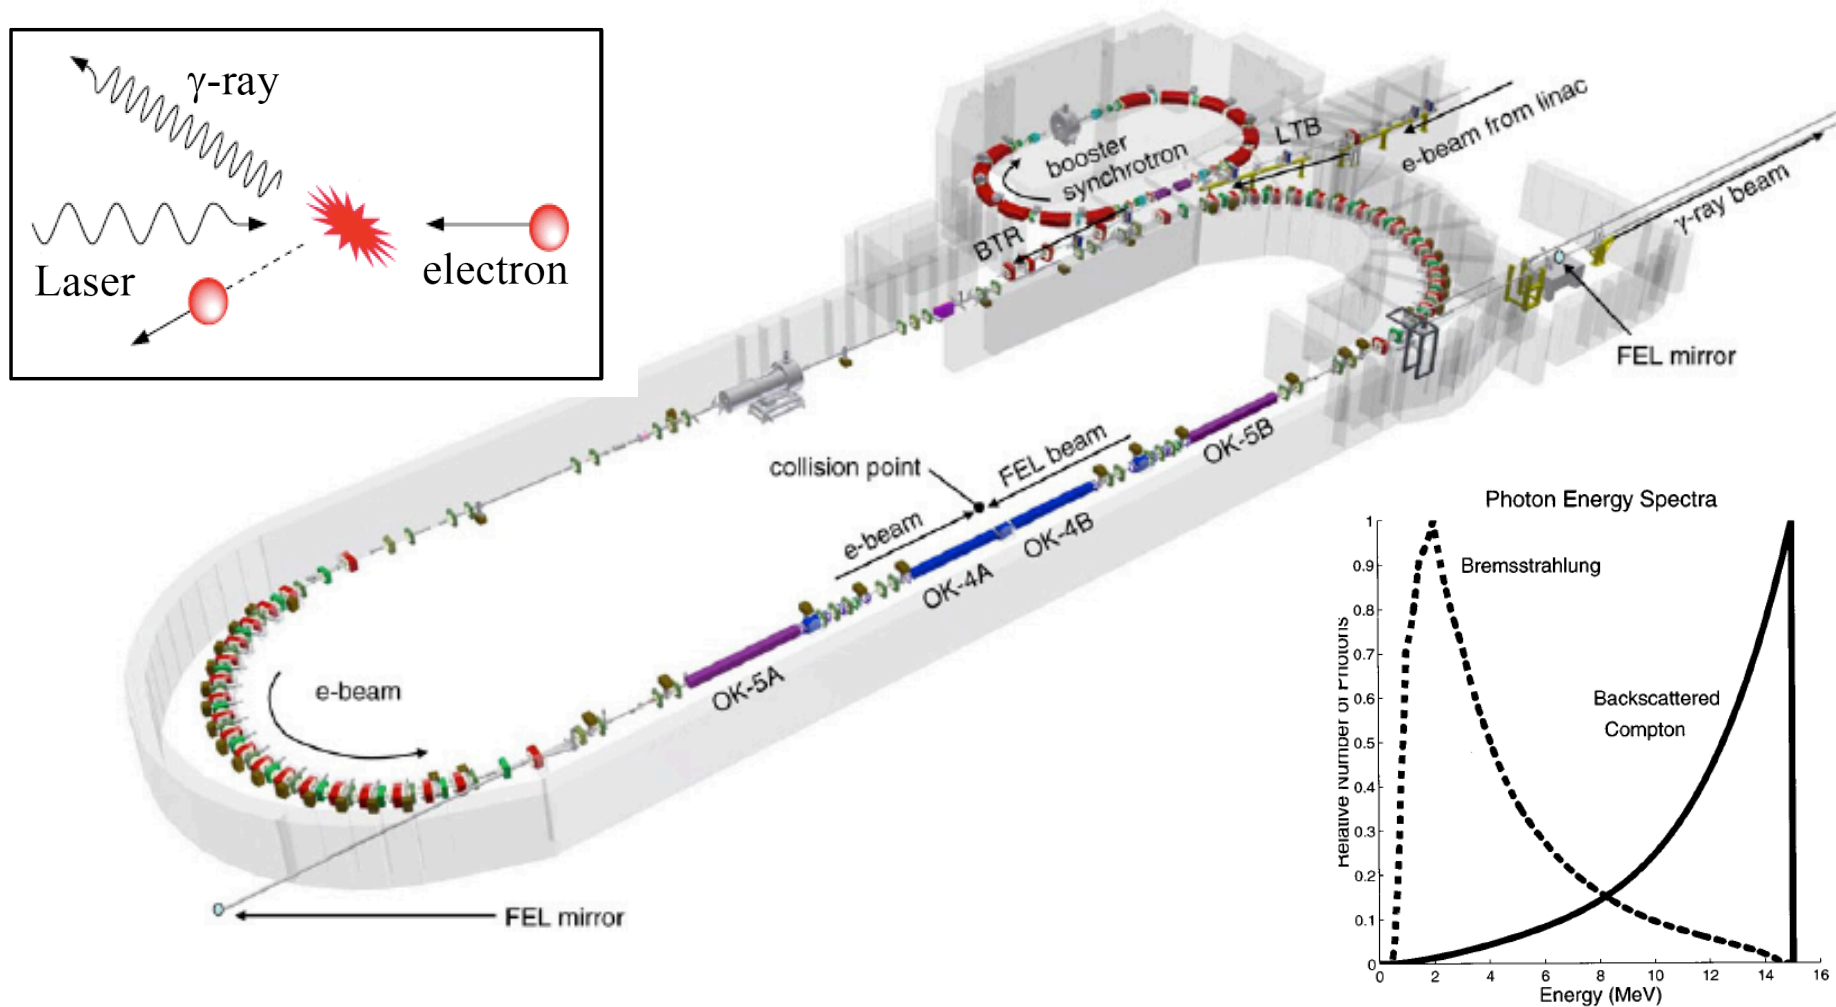 γ-ray
Laser
electron
booster
synchrotron
LTB
e-beam from linac
BTR
γ-ray beam
FEL mirror
collision point
FEL beam
OK-5B
e-beam
OK-4B
OK-4A
OK-5A
e-beam
FEL mirror
Photon Energy Spectra
Relative Number of Photons
1
0.9
0.8
0.7
0.6
0.5
0.4
0.3
0.2
0.1
0
Bremsstrahlung
Backscattered
Compton
0 2 4 6 8 10 12 14 16
Energy (MeV)